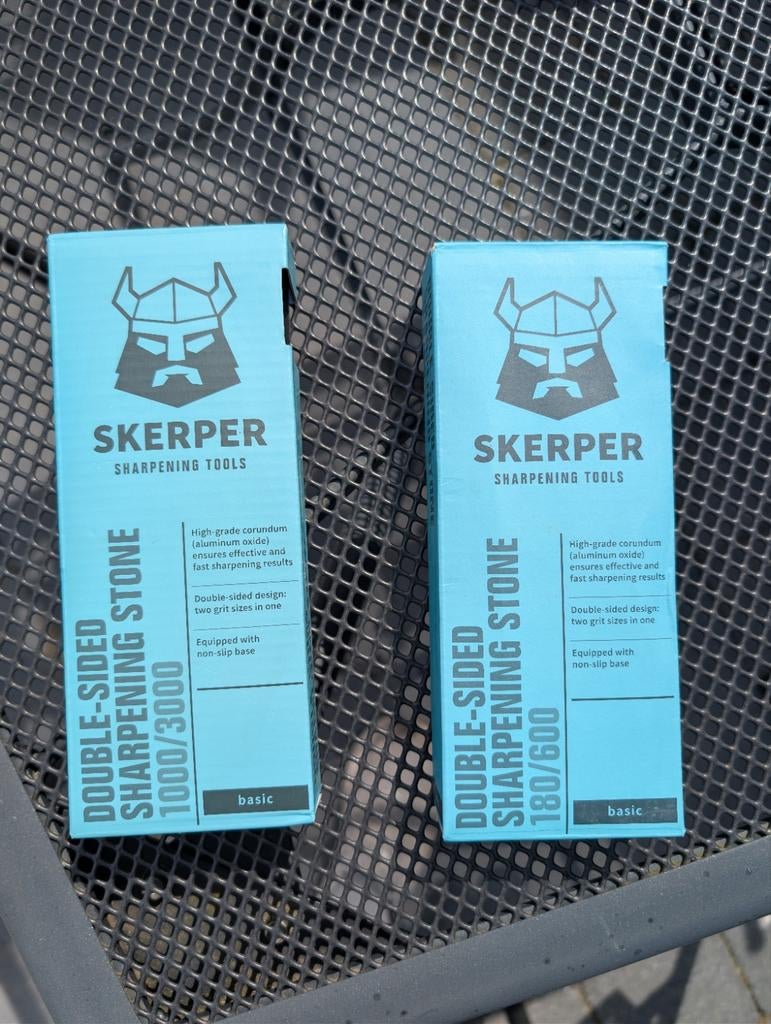 SKERPER
SHARPENING TOOLS
DOUBLE-SIDED
SHARPENING STONE
1000/3000
High-grade corundum
(aluminum oxide)
ensures effective and
fast sharpening results
Double-sided design:
two grit sizes in one
Equipped with
non-slip base
basic
SKERPER
SHARPENING TOOLS
DOUBLE-SIDED
SHARPENING STONE
180/600
High-grade corundum
(aluminum oxide)
ensures effective and
fast sharpening results
Double-sided design:
two grit sizes in one
Equipped with
non-slip base
basic